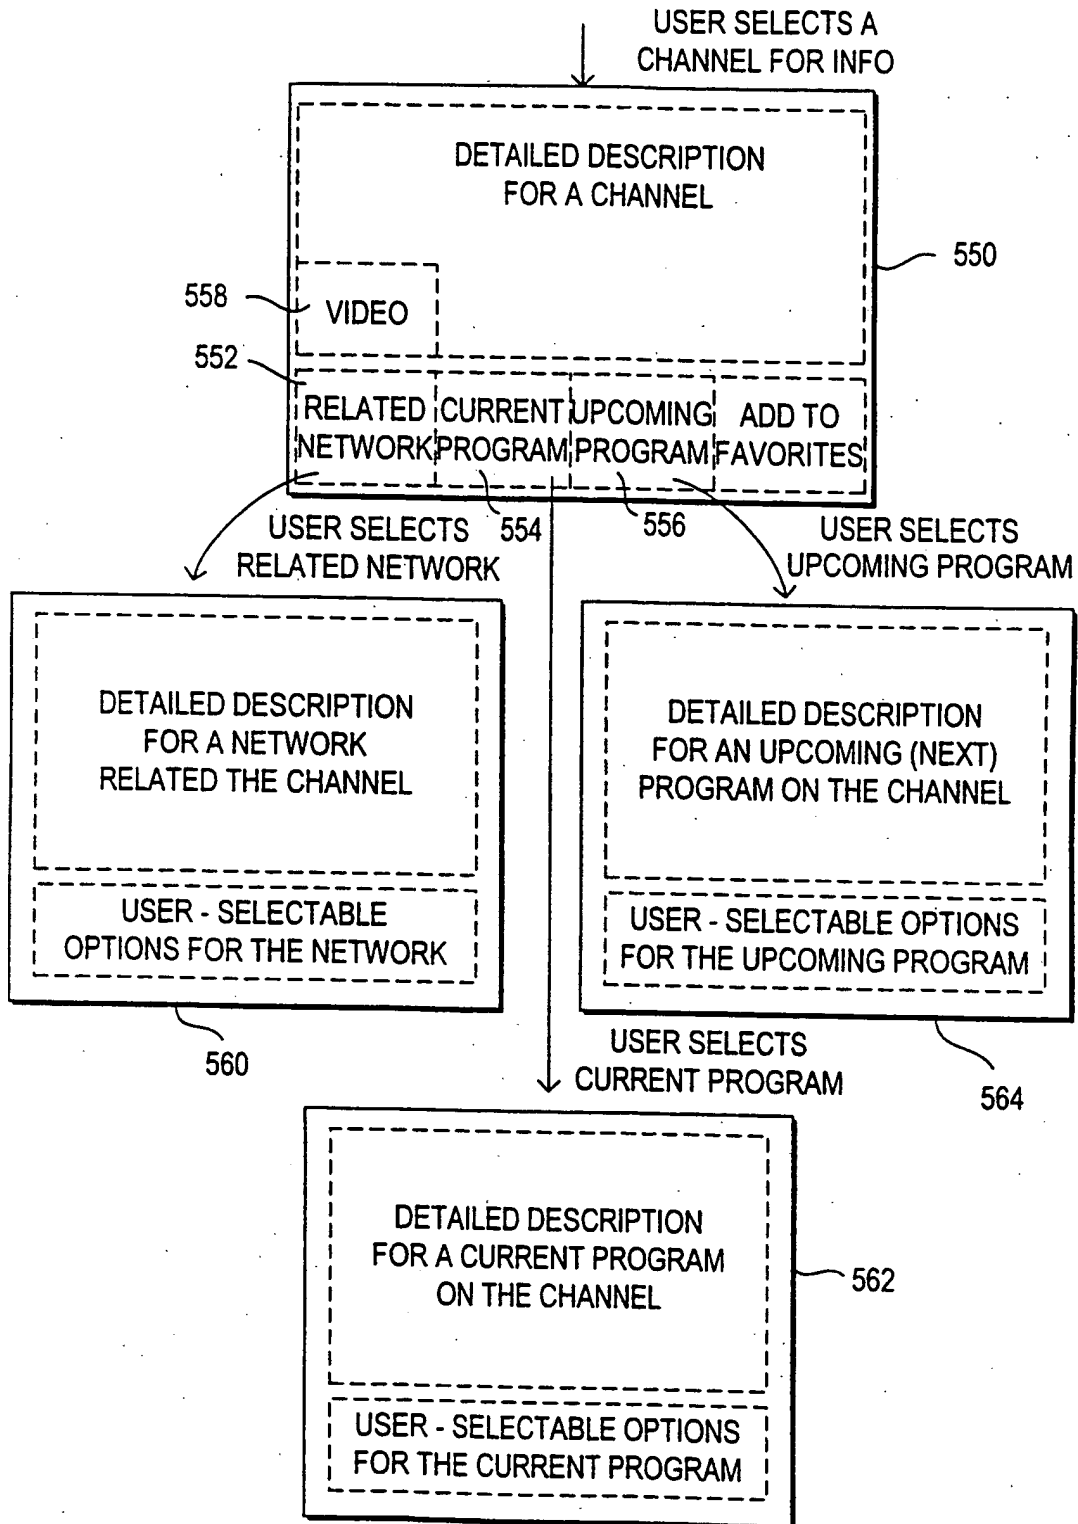 USER SELECTS A
CHANNEL FOR INFO
DETAILED DESCRIPTION
FOR A CHANNEL
550
558
VIDEO
552
RELATED
NETWORK
CURRENT
PROGRAM
UPCOMING
PROGRAM
ADD TO
FAVORITES
554
556
USER SELECTS
RELATED NETWORK
USER SELECTS
UPCOMING PROGRAM
DETAILED DESCRIPTION
FOR A NETWORK
RELATED THE CHANNEL
USER - SELECTABLE
OPTIONS FOR THE NETWORK
560
DETAILED DESCRIPTION
FOR AN UPCOMING (NEXT)
PROGRAM ON THE CHANNEL
USER - SELECTABLE OPTIONS
FOR THE UPCOMING PROGRAM
564
USER SELECTS
CURRENT PROGRAM
DETAILED DESCRIPTION
FOR A CURRENT PROGRAM
ON THE CHANNEL
562
USER - SELECTABLE OPTIONS
FOR THE CURRENT PROGRAM